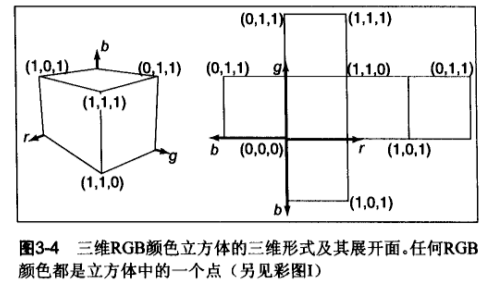 b
(1,0,1)
(0,1,1)
(1,1,1)
r
g
(1,1,0)
(0,1,1)
(1,1,1)
(0,1,1)
g
(1,1,0)
(0,1,1)
b
(0,0,0)
r
(1,0,1)
b
(1,0,1)
图3-4 三维RGB颜色立方体的三维形式及其展开面。任何RGB
颜色都是立方体中的一个点（另见彩图I）